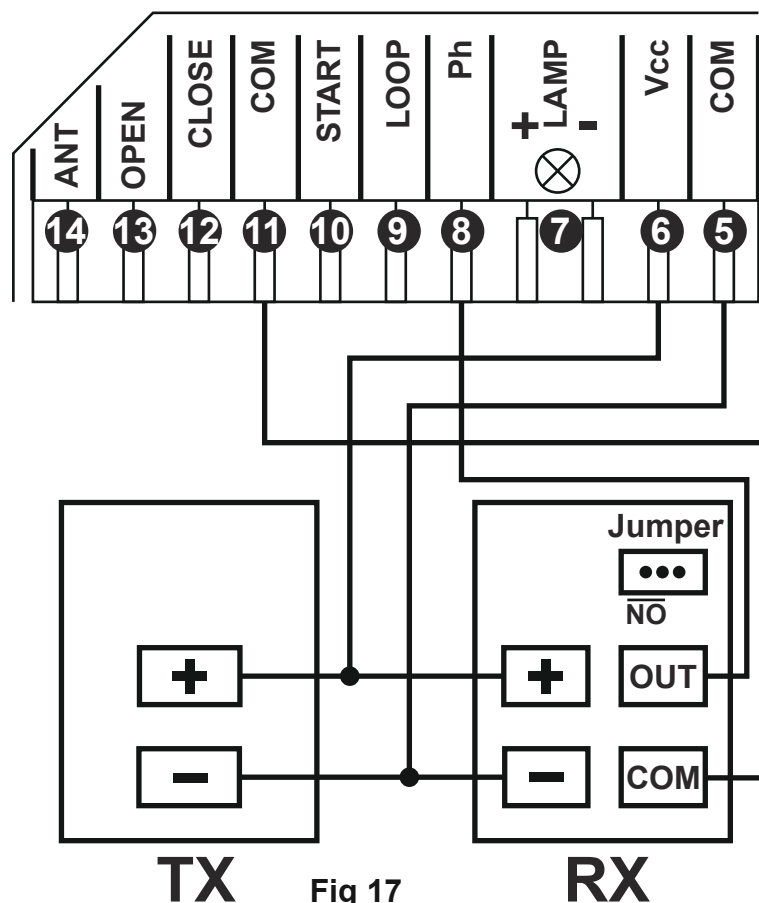 ANT
OPEN
CLOSE
COM
START
LOOP
Ph
+ LAMP -
Vcc
COM
14 13 12 11 10 9 8 7 6 5
Jumper
NO
+ + OUT
- - COM
TX RX
Fig 17